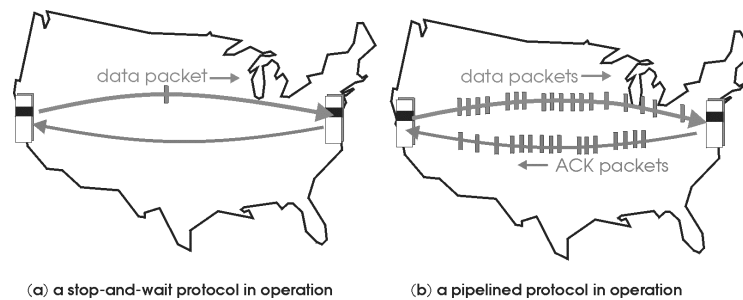 data packet
data packets
ACK packets
(a) a stop-and-wait protocol in operation
(b) a pipelined protocol in operation